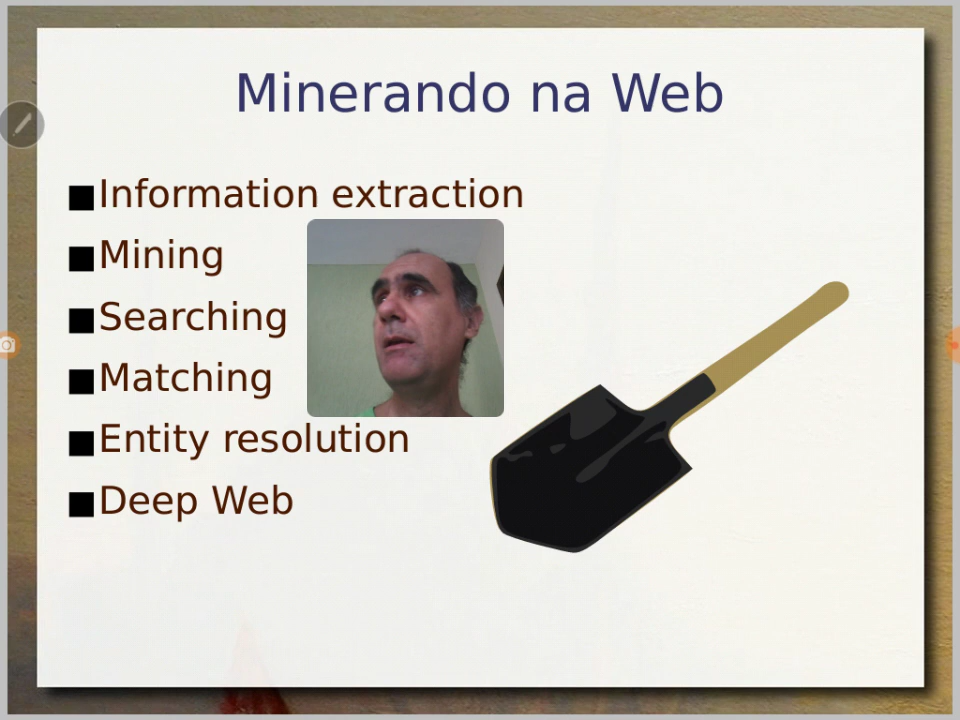 Minerando na Web
Information extraction
Mining
Searching
Matching
Entity resolution
Deep Web